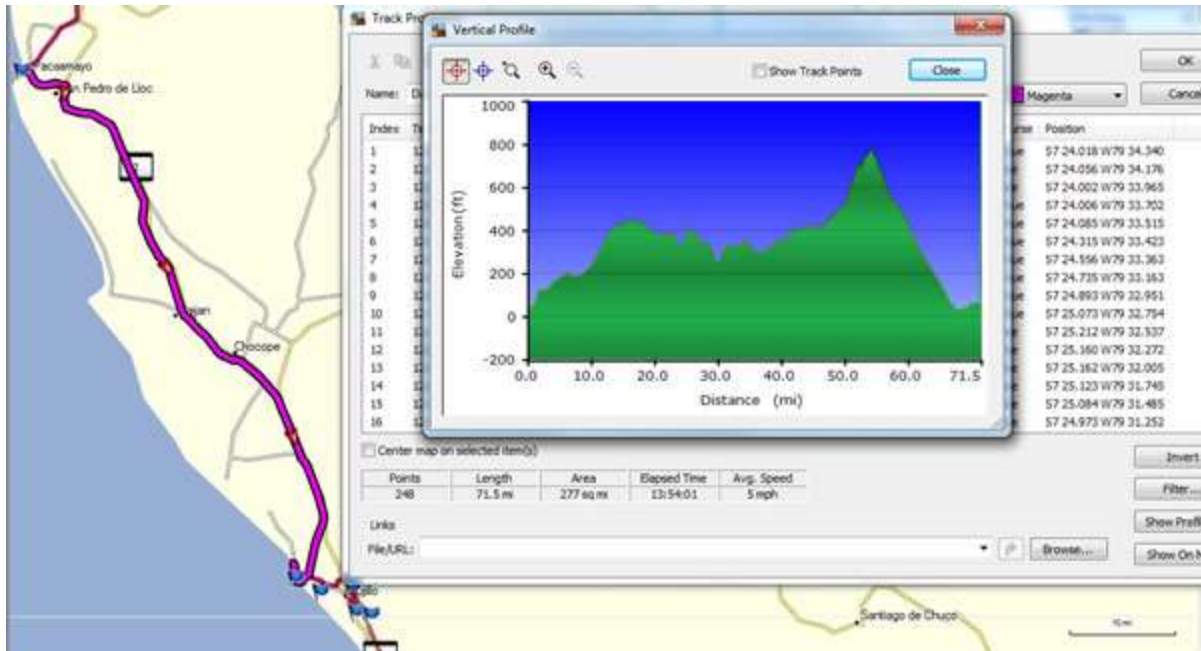 Track Pro
Vertical Profile
Show Track Points
Close
OK
Name:
Magenta
Cancel
Index
Position
1
S7 24.018 W79 34.340
2
S7 24.056 W79 34.176
3
S7 24.002 W79 33.965
4
S7 24.006 W79 33.702
5
S7 24.085 W79 33.515
6
S7 24.315 W79 33.423
7
S7 24.556 W79 33.363
8
S7 24.735 W79 33.163
9
S7 24.893 W79 32.951
10
S7 25.073 W79 32.754
11
S7 25.212 W79 32.537
12
S7 25.160 W79 32.272
13
S7 25.162 W79 32.005
14
S7 25.123 W79 31.745
15
S7 25.084 W79 31.485
16
S7 24.973 W79 31.252
Elevation (ft)
1000
800
600
400
200
0
-200
0.0 10.0 20.0 30.0 40.0 50.0 60.0 71.5
Distance (mi)
Center map on selected item(s)
Invert
Points Length Area Elapsed Time Avg. Speed
248 71.5 mi 277 sq mi 13:54:01 5 mph
Filter...
Links
Show Profil
File/URL:
Browse...
Show On M
acasmayo
n Pedro de Lloc
ijan
Chocope
Santiago de Chuco